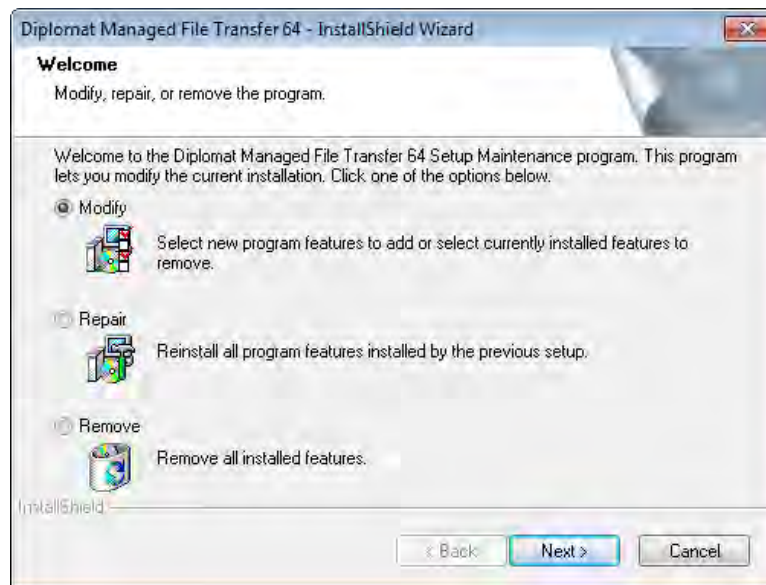 Diplomat Managed File Transfer 64 - InstallShield Wizard
Welcome
Modify, repair, or remove the program.
Welcome to the Diplomat Managed File Transfer 64 Setup Maintenance program. This program
lets you modify the current installation. Click one of the options below.
Modify
Select new program features to add or select currently installed features to
remove.
Repair
Reinstall all program features installed by the previous setup.
Remove
Remove all installed features.
InstallShield
< Back
Next >
Cancel